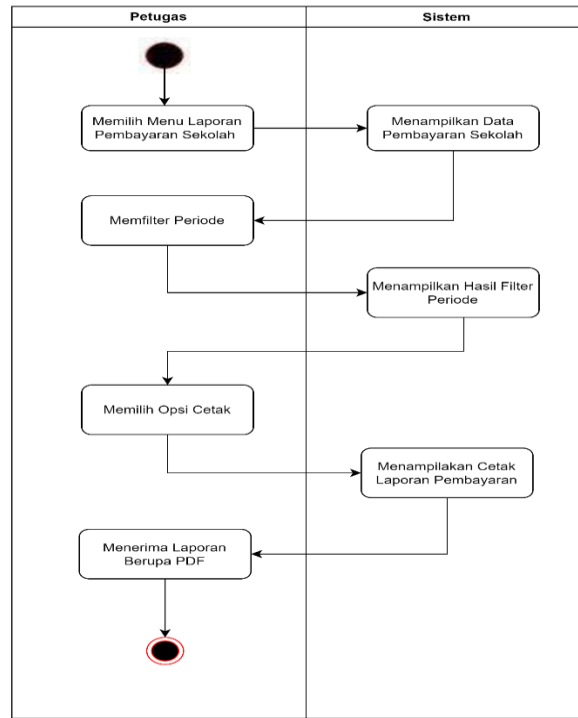 Petugas
Sistem
Memilih Menu Laporan
Pembayaran Sekolah
Menampilkan Data
Pembayaran Sekolah
Memfilter Periode
Menampilkan Hasil Filter
Periode
Memilih Opsi Cetak
Menampilakan Cetak
Laporan Pembayaran
Menerima Laporan
Berupa PDF